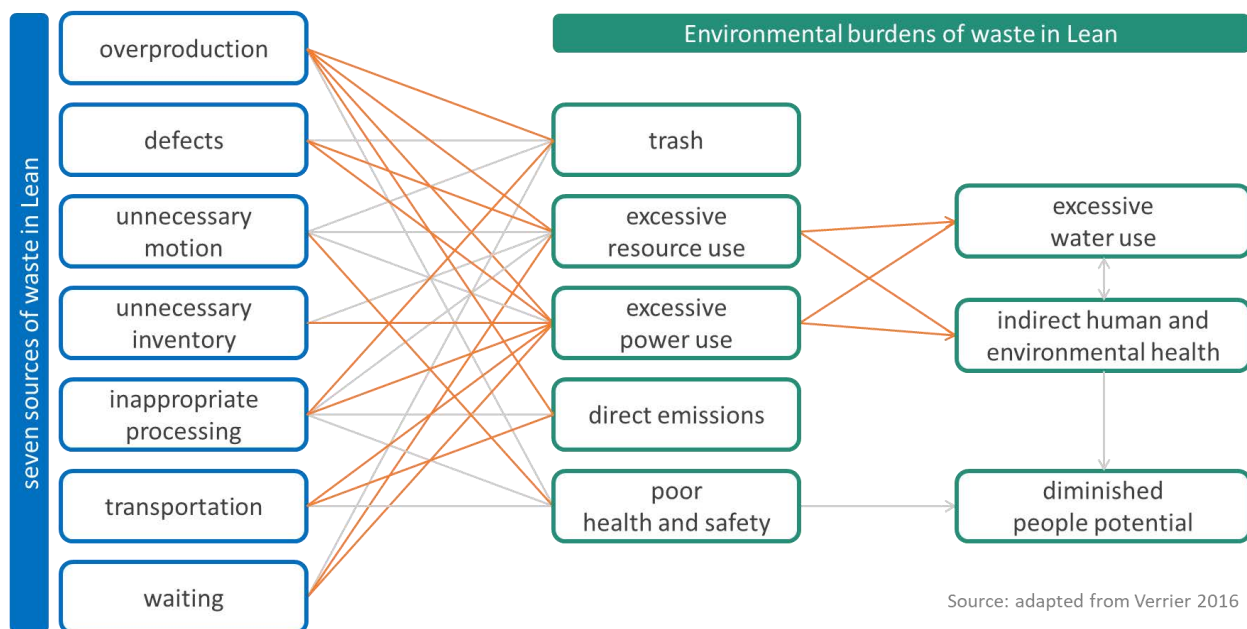 seven sources of waste in Lean
overproduction
defects
unnecessary
motion
unnecessary
inventory
inappropriate
processing
transportation
waiting
Environmental burdens of waste in Lean
trash
excessive
resource use
excessive
power use
direct emissions
poor
health and safety
excessive
water use
indirect human and
environmental health
diminished
people potential
Source: adapted from Verrier 2016